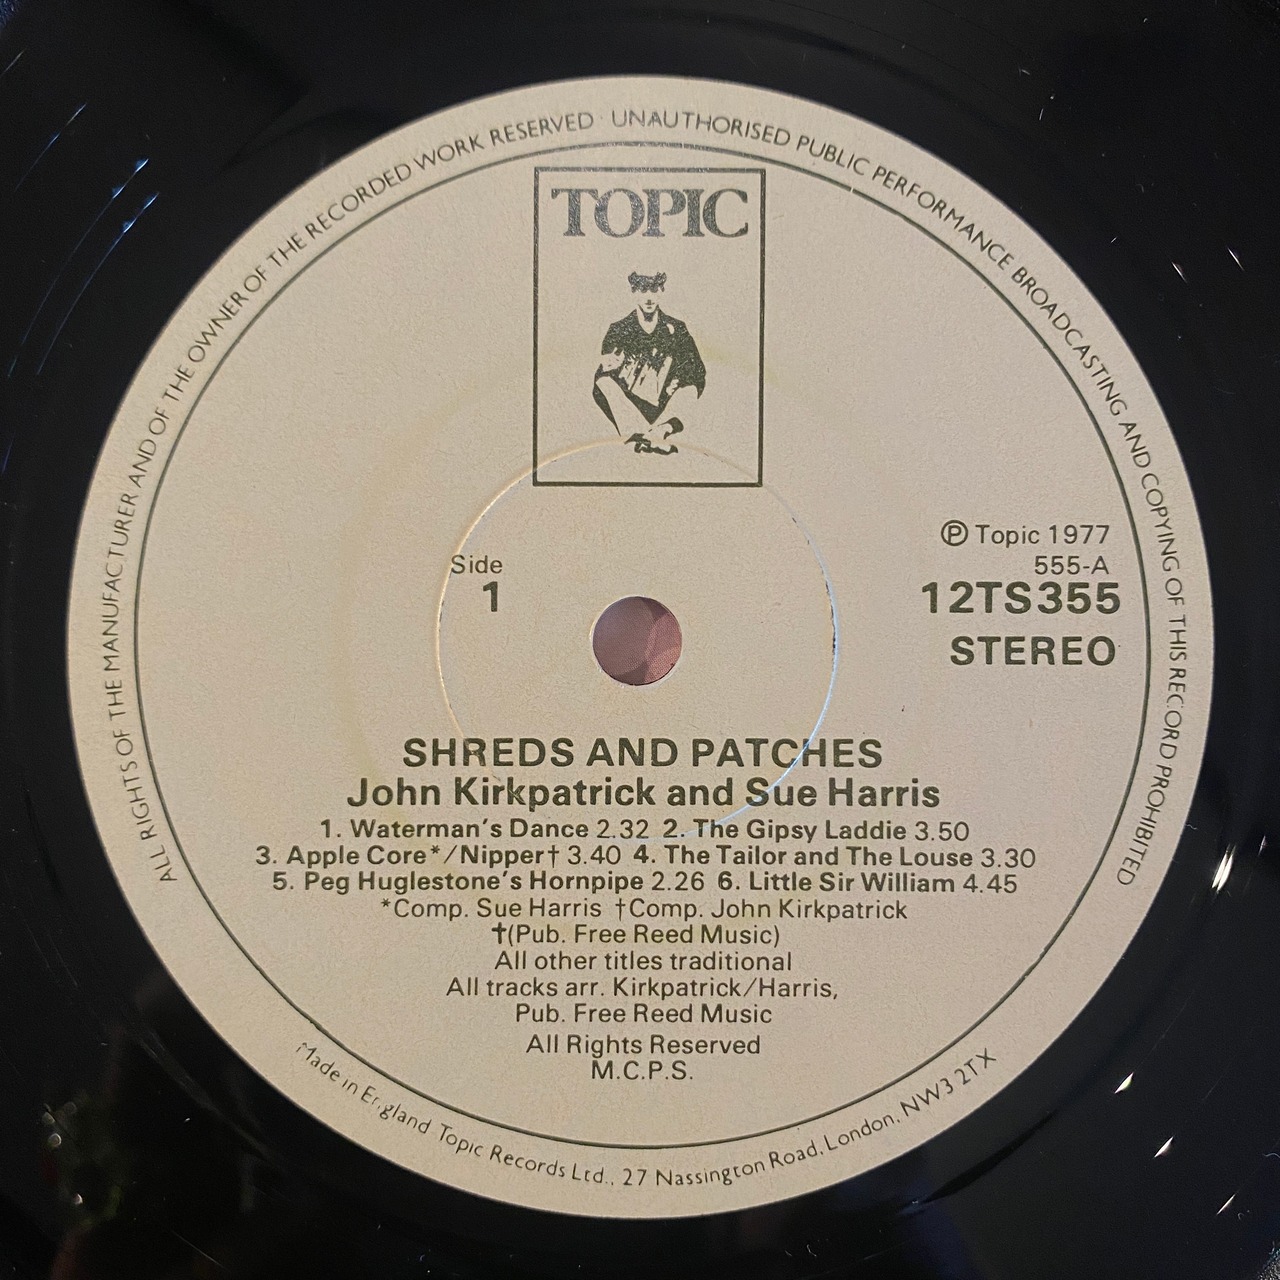 ALL RIGHTS OF THE MANUFACTURER AND OF THE OWNER OF THE RECORDED WORK RESERVED · UNAUTHORISED PUBLIC PERFORMANCE BROADCASTING AND COPYING OF THIS RECORD PROHIBITED
TOPIC
℗ Topic 1977
555-A
Side
1
12TS355
STEREO
SHREDS AND PATCHES
John Kirkpatrick and Sue Harris
1. Waterman's Dance 2.32 2. The Gipsy Laddie 3.50
3. Apple Core*/Nipper† 3.40 4. The Tailor and The Louse 3.30
5. Peg Huglestone's Hornpipe 2.26 6. Little Sir William 4.45
*Comp. Sue Harris †Comp. John Kirkpatrick
†(Pub. Free Reed Music)
All other titles traditional
All tracks arr. Kirkpatrick/Harris,
Pub. Free Reed Music
All Rights Reserved
M.C.P.S.
Made in England Topic Records Ltd., 27 Nassington Road, London, NW3 2TX